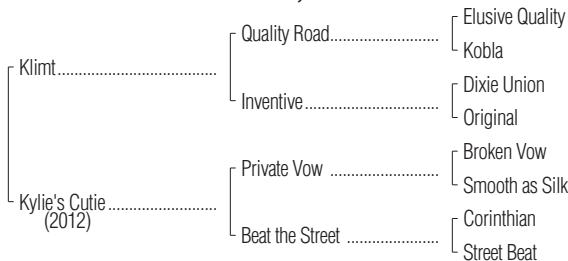 Elusive Quality
Quality Road
Kobla
Klimt
Dixie Union
Inventive
Original
Broken Vow
Private Vow
Smooth as Silk
Kylie's Cutie
(2012)
Corinthian
Beat the Street
Street Beat